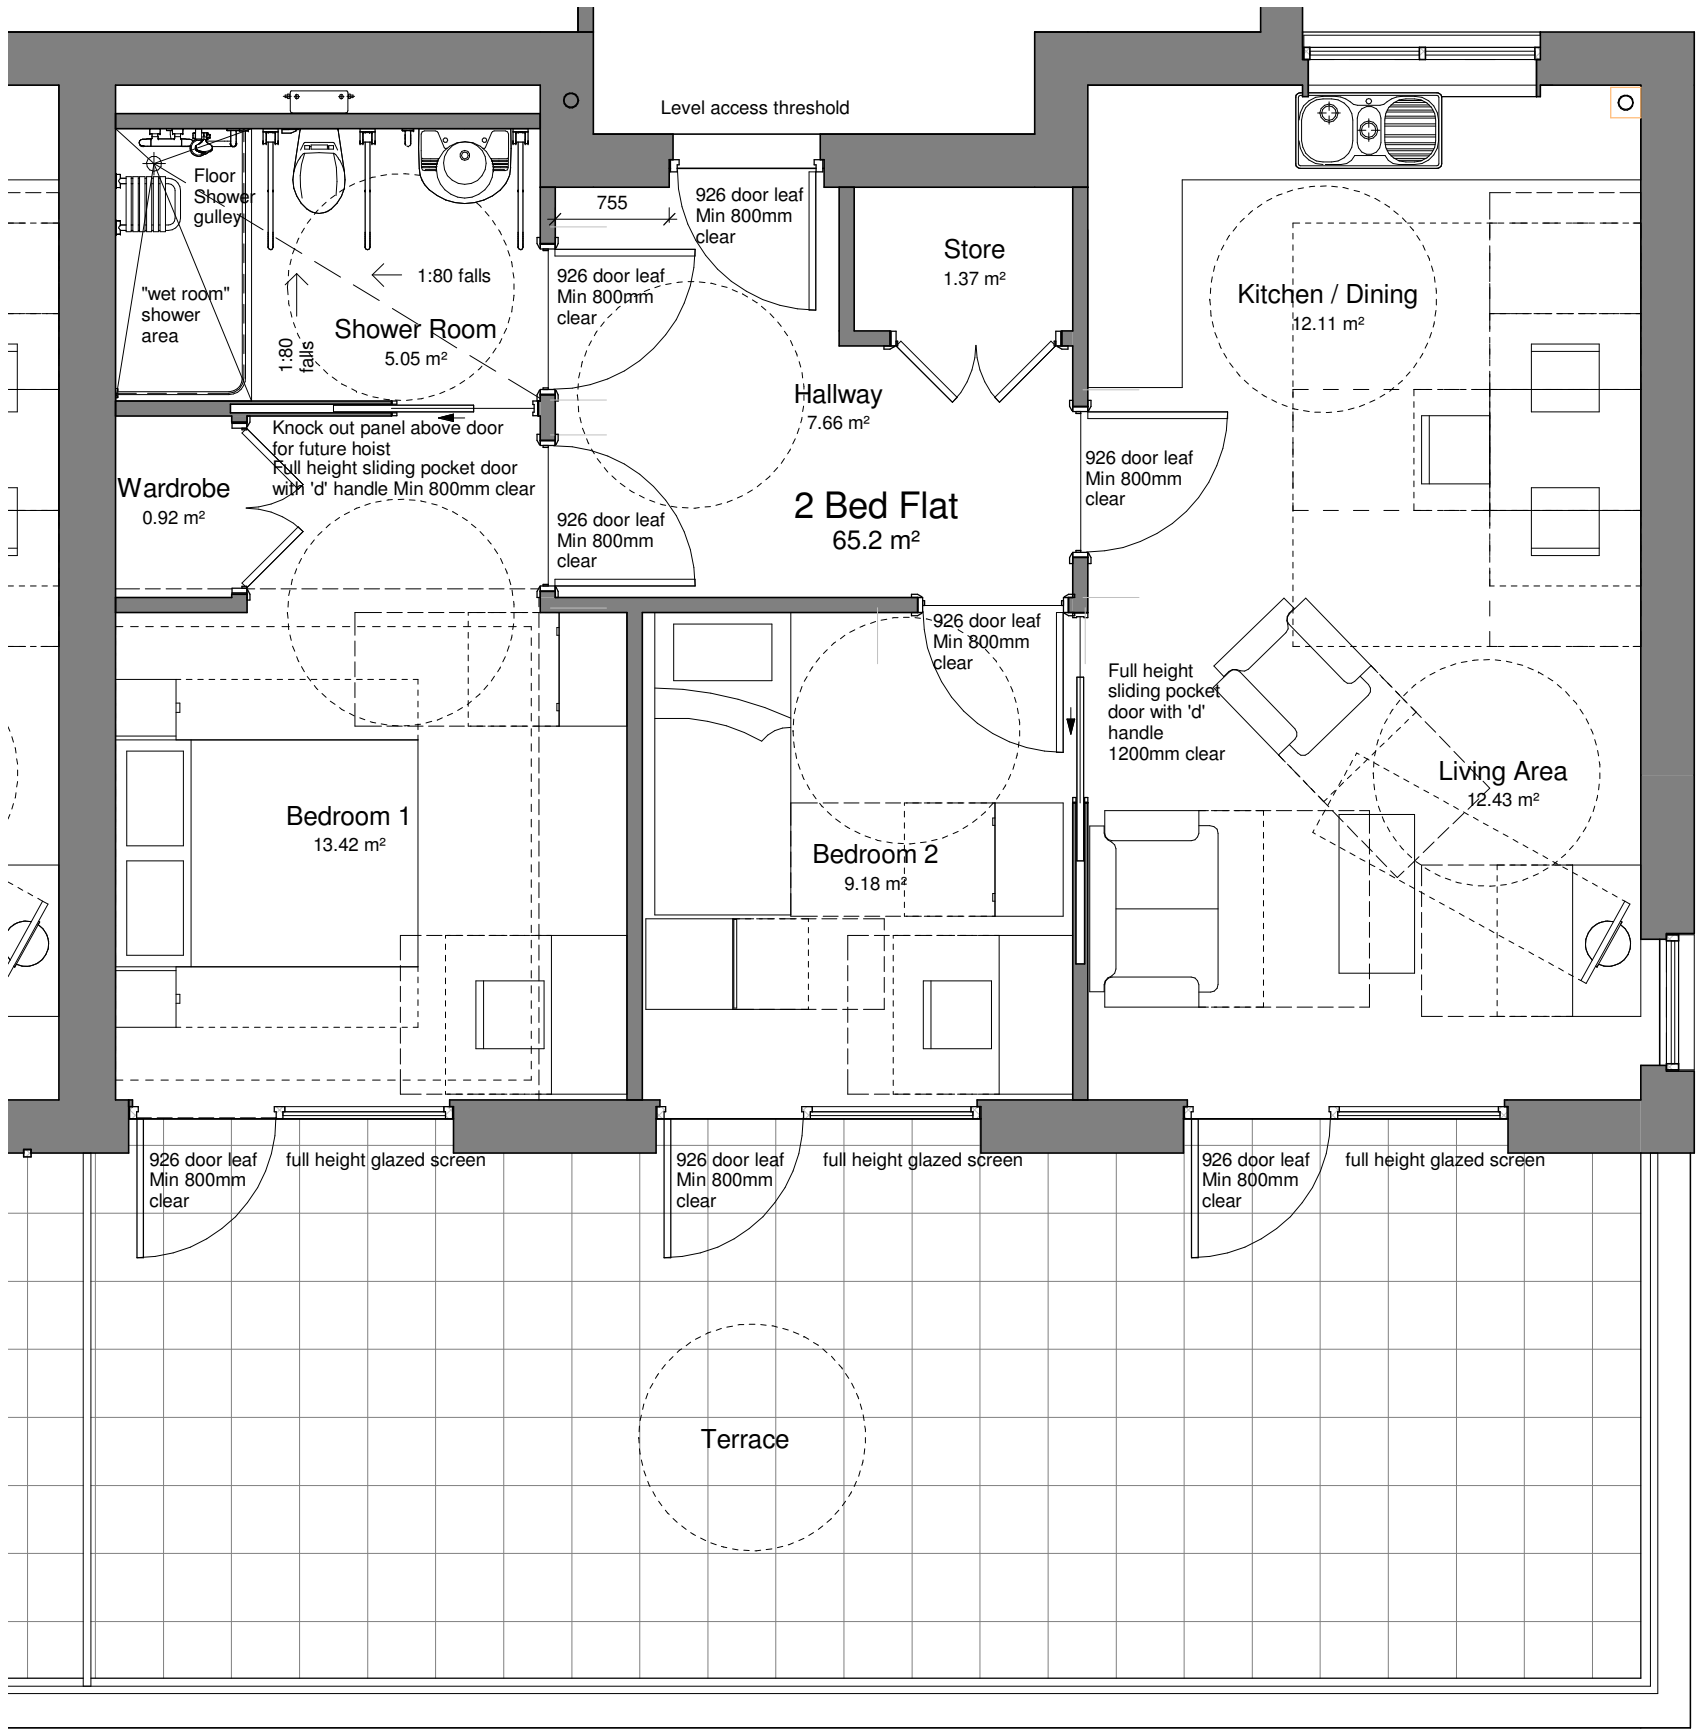 Level access threshold
Floor
Shower
gulley
755
926 door leaf
Min 800mm
clear
Store
1.37 m²
926 door leaf
Min 800mm
clear
1:80 falls
"wet room"
shower
area
1:80
falls
Shower Room
5.05 m²
Kitchen / Dining
12.11 m²
Hallway
7.66 m²
Knock out panel above door
for future hoist
Full height sliding pocket door
with 'd' handle Min 800mm clear
Wardrobe
0.92 m²
926 door leaf
Min 800mm
clear
2 Bed Flat
65.2 m²
926 door leaf
Min 800mm
clear
926 door leaf
Min 800mm
clear
Full height
sliding pocket
door with 'd'
handle
1200mm clear
Living Area
12.43 m²
Bedroom 1
13.42 m²
Bedroom 2
9.18 m²
926 door leaf
Min 800mm
clear
full height glazed screen
926 door leaf
Min 800mm
clear
full height glazed screen
926 door leaf
Min 800mm
clear
full height glazed screen
Terrace